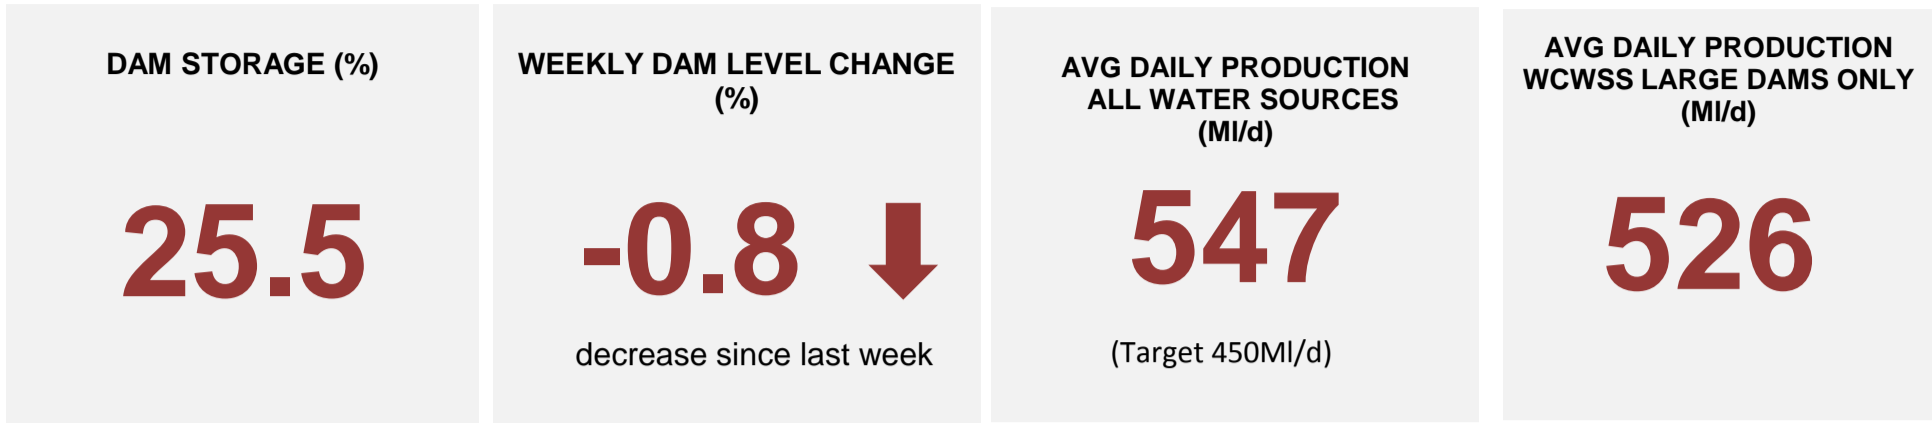 DAM STORAGE (%)
25.5
WEEKLY DAM LEVEL CHANGE
(%)
-0.8
decrease since last week
AVG DAILY PRODUCTION
ALL WATER SOURCES
(Ml/d)
547
(Target 450Ml/d)
AVG DAILY PRODUCTION
WCWSS LARGE DAMS ONLY
(Ml/d)
526